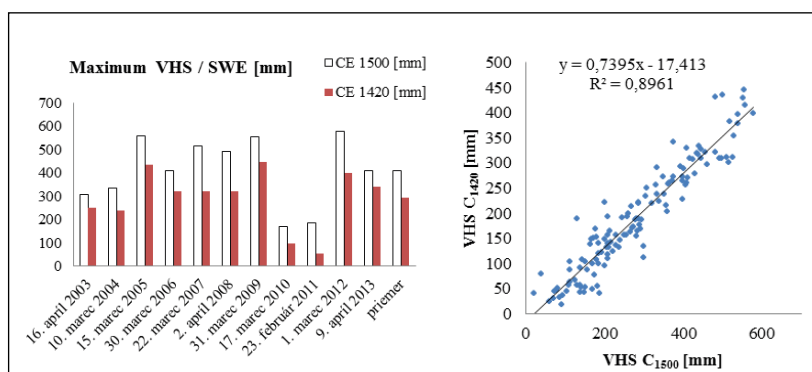 Maximum VHS / SWE [mm]
CE 1500 [mm]
CE 1420 [mm]
700
600
500
400
300
200
100
0
16. apríl 2003
10. marec 2004
15. marec 2005
30. marec 2006
22. marec 2007
2. apríl 2008
31. marec 2009
17. marec 2010
23. február 2011
1. marec 2012
9. apríl 2013
priemer
y = 0,7395x - 17,413
R² = 0,8961
VHS C1420 [mm]
500
450
400
350
300
250
200
150
100
50
0
0 200 400 600
VHS C1500 [mm]